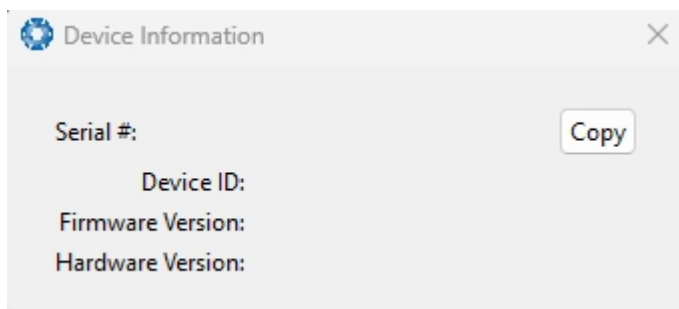 Device Information
Serial #: Copy
Device ID:
Firmware Version:
Hardware Version: